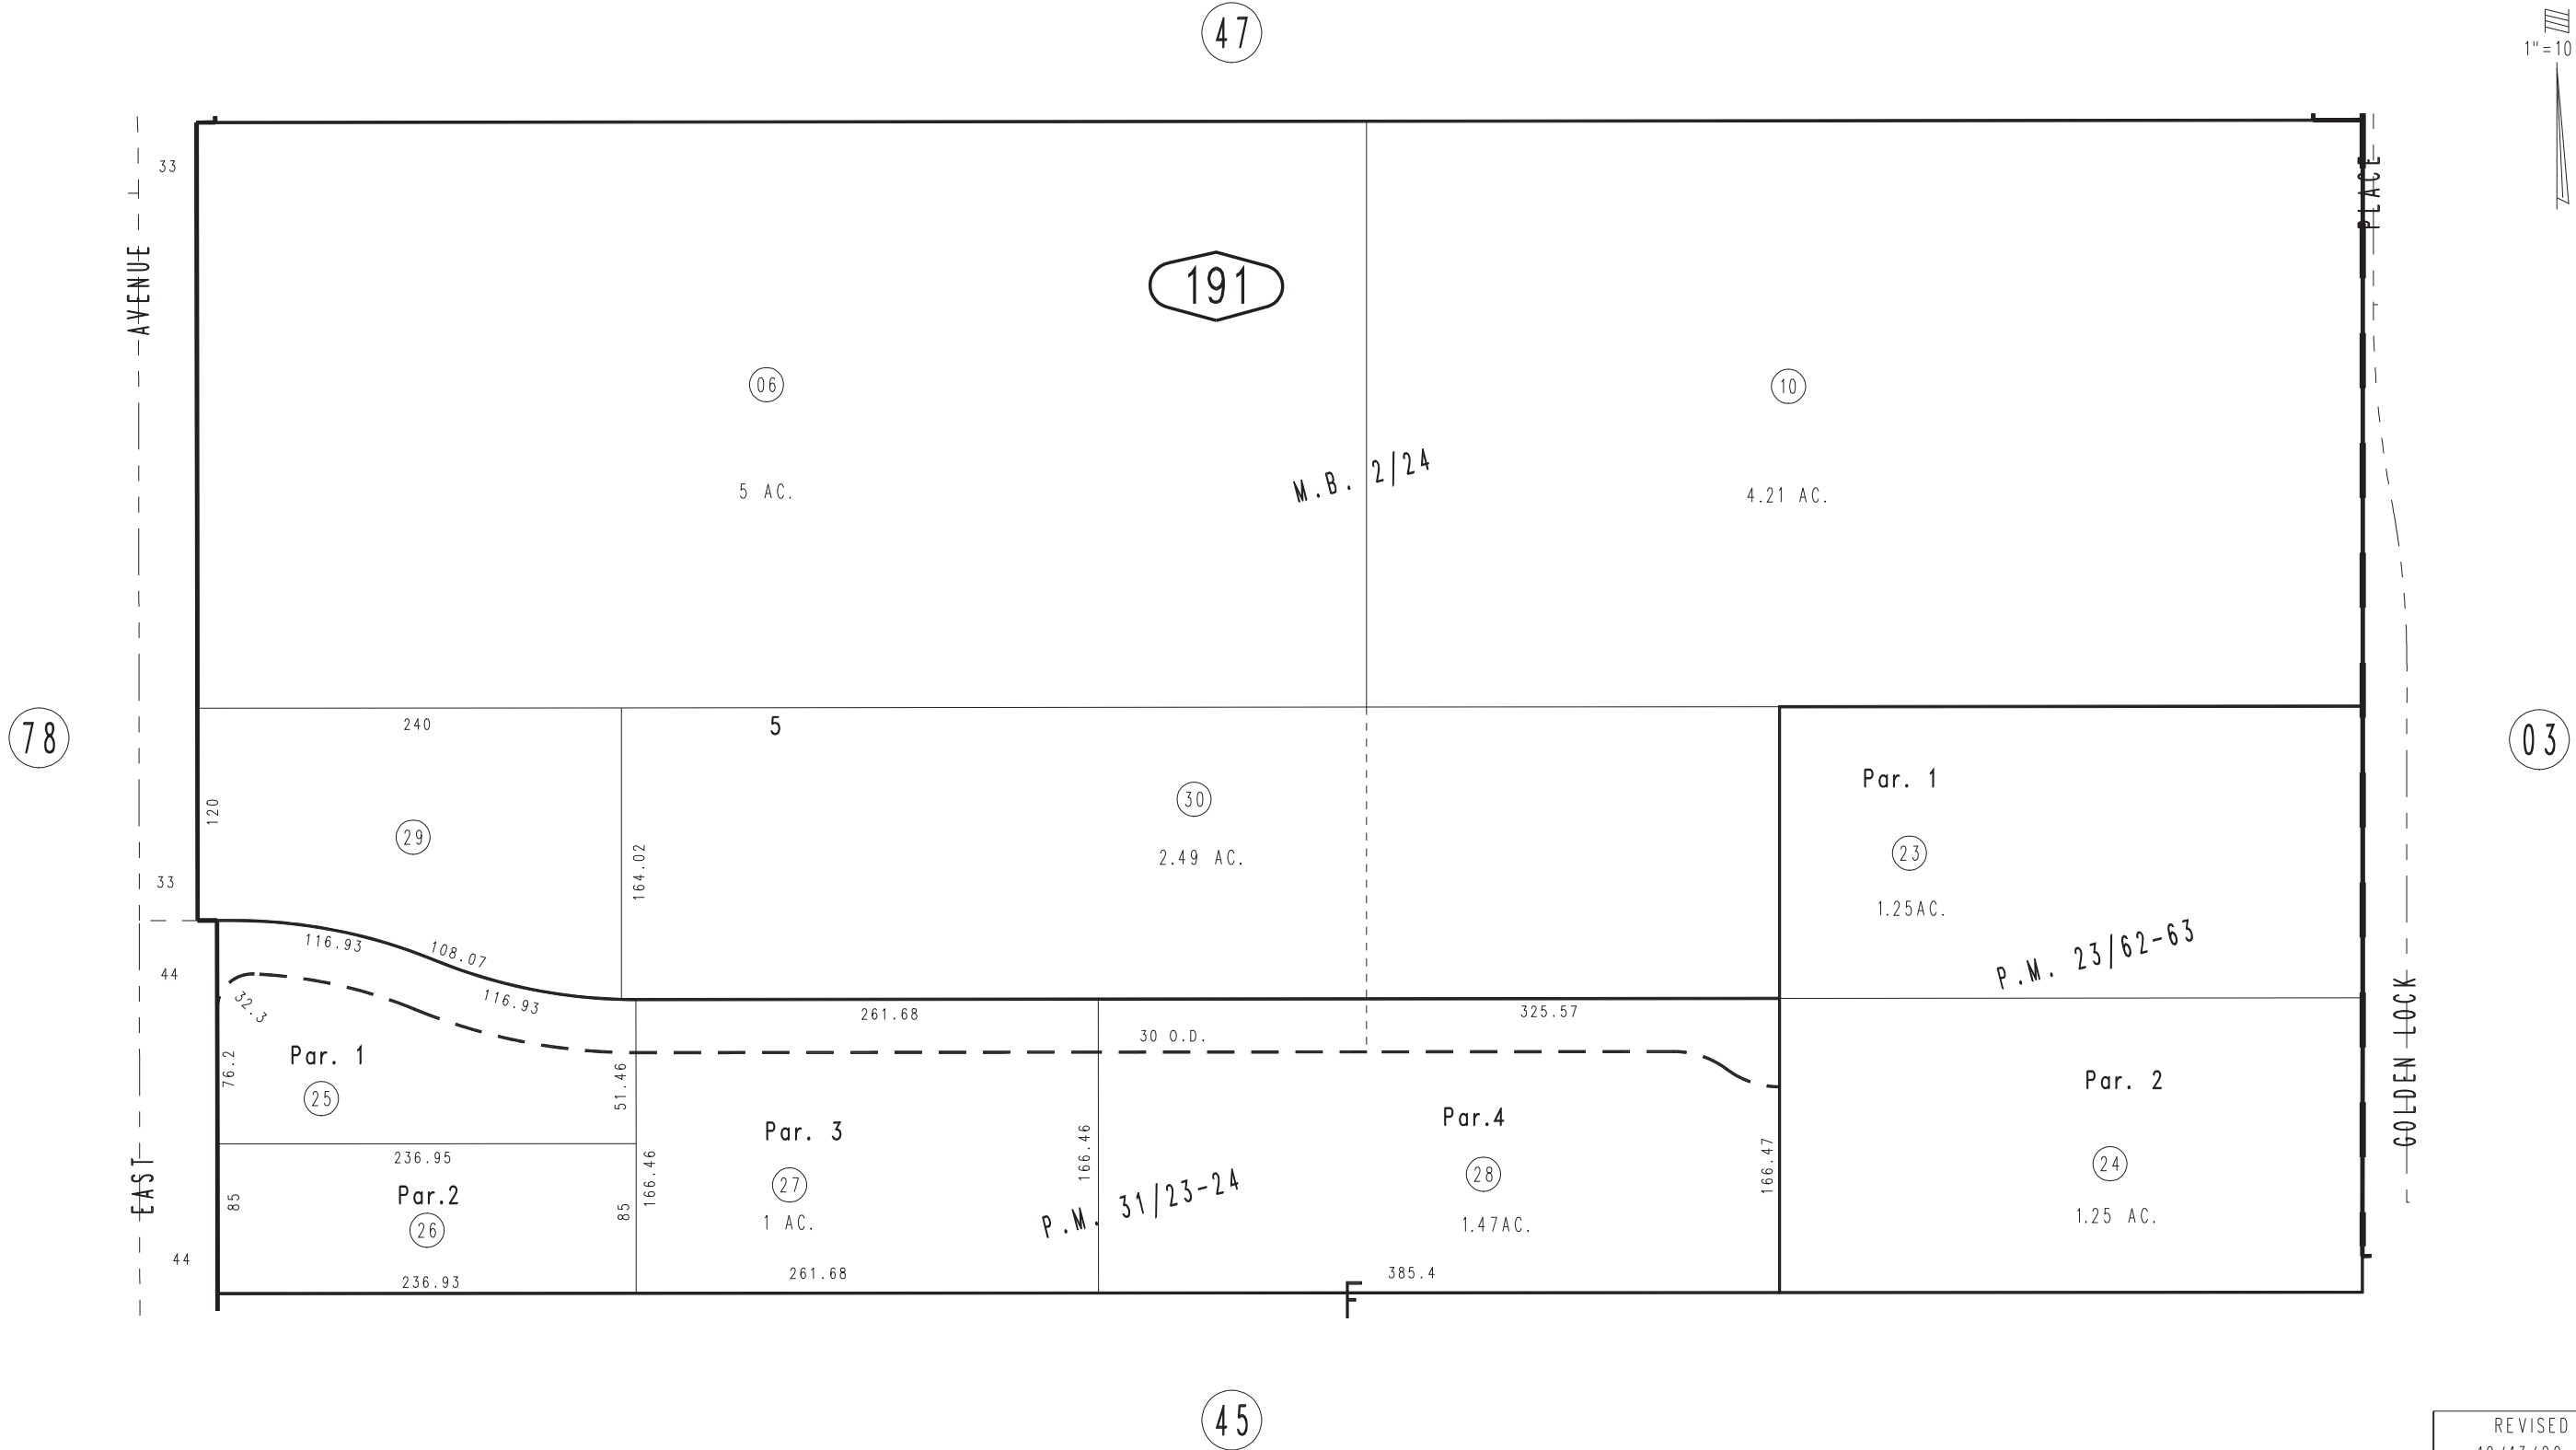 47
1"=10
33
PLACE
AVENUE
191
06
10
M.B. 2/24
5 AC.
4.21 AC.
240
5
78
03
Par. 1
30
120
29
23
164.02
2.49 AC.
33
1.25AC.
116.93
108.07
P.M. 23/62-63
44
116.93
32.3
261.68
325.57
30 O.D.
GOLDEN LOCK
Par. 1
76.2
51.46
25
Par. 2
Par. 3
Par.4
166.46
236.95
166.46
166.47
24
EAST
Par.2
27
28
P.M. 31/23-24
85
85
26
1 AC.
1.47AC.
1.25 AC.
44
236.93
261.68
385.4
F
45
REVISED